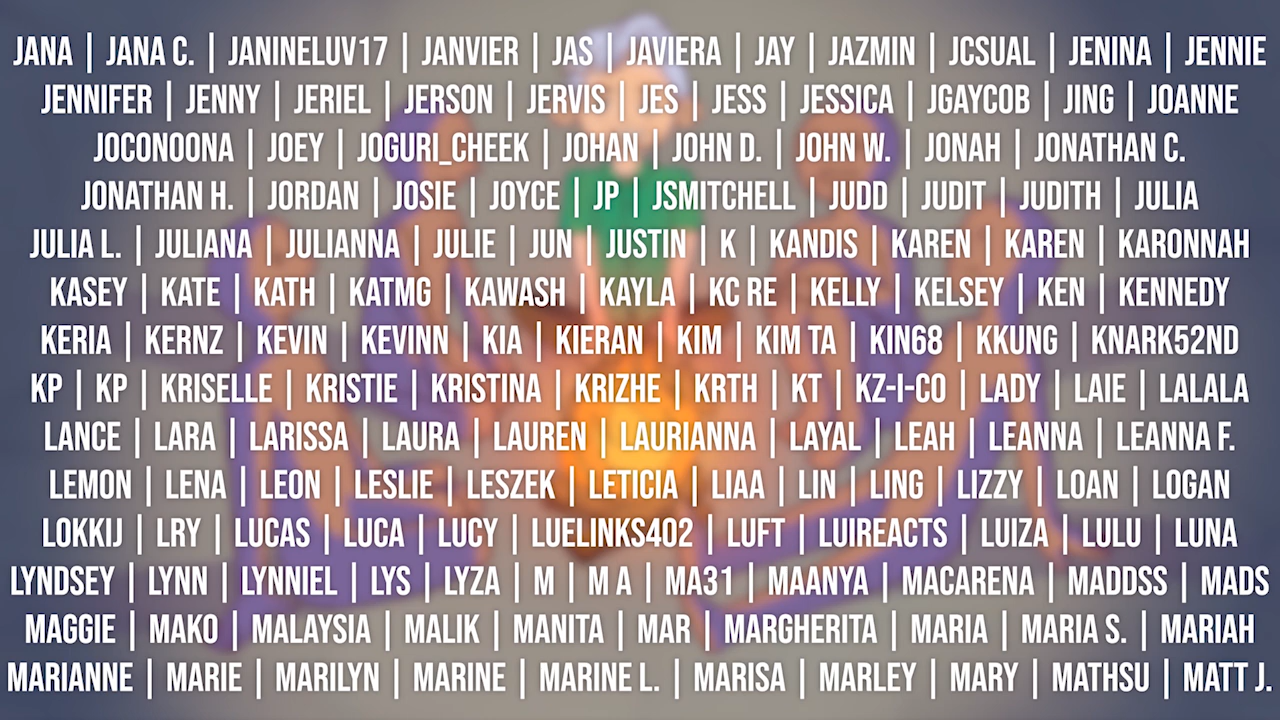 JANA | JANA C. | JANINELUV17 | JANVIER | JAS | JAVIERA | JAY | JAZMIN | JCSUAL | JENINA | JENNIE
JENNIFER | JENNY | JERIEL | JERSON | JERVIS | JES | JESS | JESSICA | JGAYCOB | JING | JOANNE
JOCONOONA | JOEY | JOGURI_CHEEK | JOHAN | JOHN D. | JOHN W. | JONAH | JONATHAN C.
JONATHAN H. | JORDAN | JOSIE | JOYCE | JP | JSMITCHELL | JUDD | JUDIT | JUDITH | JULIA
JULIA L. | JULIANA | JULIANNA | JULIE | JUN | JUSTIN | K | KANDIS | KAREN | KAREN | KARONNAH
KASEY | KATE | KATH | KATMG | KAWASH | KAYLA | KC RE | KELLY | KELSEY | KEN | KENNEDY
KERIA | KERNZ | KEVIN | KEVINN | KIA | KIERAN | KIM | KIM TA | KIN68 | KKUNG | KNARK52ND
KP | KP | KRISELLE | KRISTIE | KRISTINA | KRIZHE | KRTH | KT | KZ-I-CO | LADY | LAIE | LALALA
LANCE | LARA | LARISSA | LAURA | LAUREN | LAURIANNA | LAYAL | LEAH | LEANNA | LEANNA F.
LEMON | LENA | LEON | LESLIE | LESZEK | LETICIA | LIAA | LIN | LING | LIZZY | LOAN | LOGAN
LOKKIJ | LRY | LUCAS | LUCA | LUCY | LUELINKS402 | LUFT | LUIREACTS | LUIZA | LULU | LUNA
LYNDSEY | LYNN | LYNNIEL | LYS | LYZA | M | M A | MA31 | MAANYA | MACARENA | MADDSS | MADS
MAGGIE | MAKO | MALAYSIA | MALIK | MANITA | MAR | MARGHERITA | MARIA | MARIA S. | MARIAH
MARIANNE | MARIE | MARILYN | MARINE | MARINE L. | MARISA | MARLEY | MARY | MATHSU | MATT J.